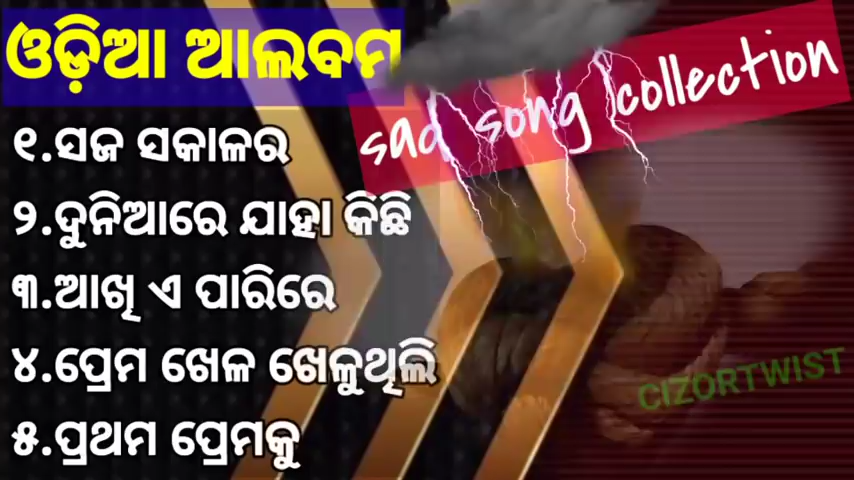 ଓଡ଼ିଆ ଆଲବମ
sad song collection
୧.ସଜ ସକାଳର
୨.ଦୁନିଆରେ ଯାହା କିଛି
୩.ଆଖି ଏ ପାରିରେ
୪.ପ୍ରେମ ଖେଳ ଖେଳୁଥିଲି
୫.ପ୍ରଥମ ପ୍ରେମକୁ
CIZORTWIST